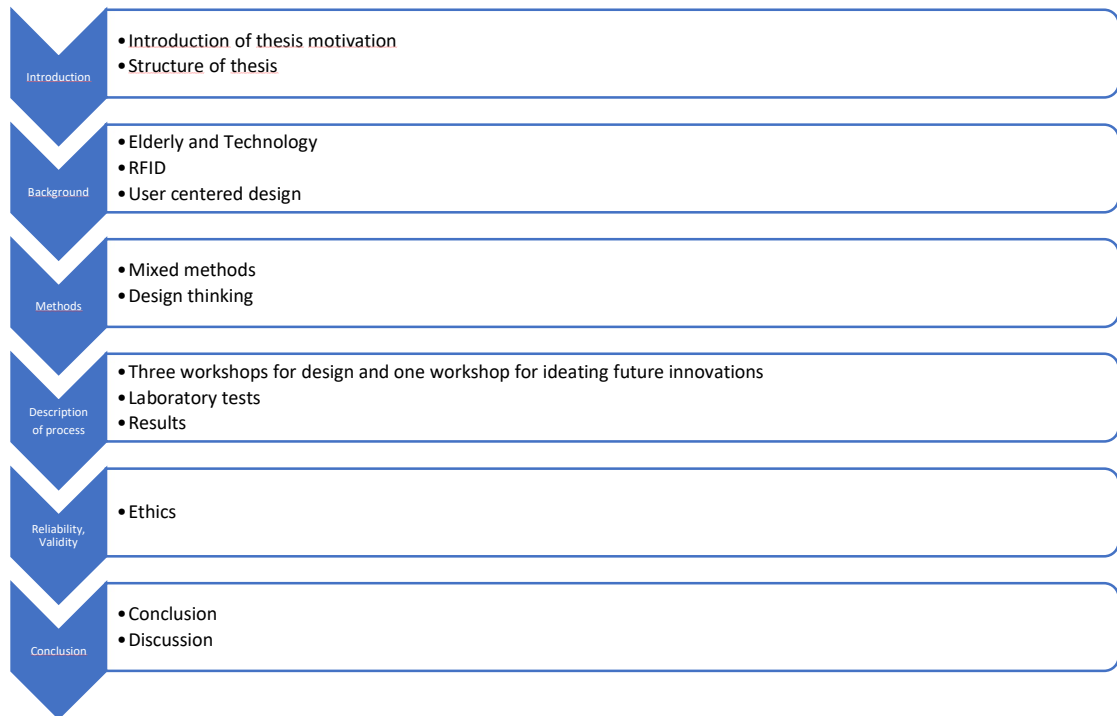 Introduction
• Introduction of thesis motivation
• Structure of thesis
Background
• Elderly and Technology
• RFID
• User centered design
Methods
• Mixed methods
• Design thinking
Description
of process
• Three workshops for design and one workshop for ideating future innovations
• Laboratory tests
• Results
Reliability,
Validity
• Ethics
Conclusion
• Conclusion
• Discussion